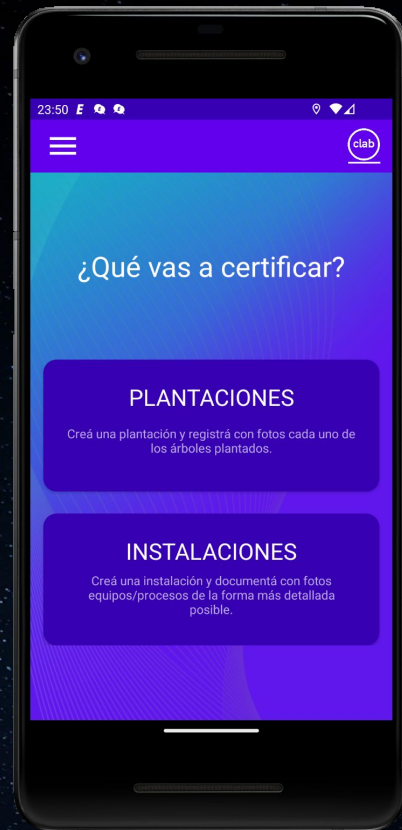 23:50 E
clab
¿Qué vas a certificar?
PLANTACIONES
Creá una plantación y registrá con fotos cada uno de
los árboles plantados.
INSTALACIONES
Creá una instalación y documentá con fotos
equipos/procesos de la forma más detallada
posible.